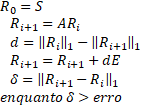 R₀ = S
Rᵢ₊₁ = ARᵢ
d = ‖Rᵢ‖₁ − ‖Rᵢ₊₁‖₁
Rᵢ₊₁ = Rᵢ₊₁ + dE
δ = ‖Rᵢ₊₁ − Rᵢ‖₁
enquanto δ > erro